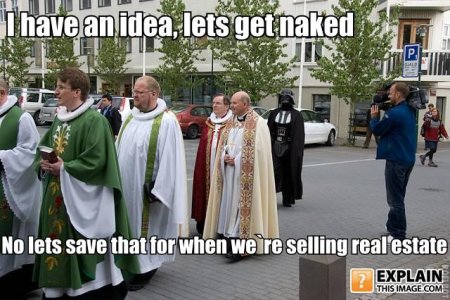 I have an idea, lets get naked
P
No lets save that for when we`re selling real estate
?
EXPLAIN
THIS IMAGE.COM